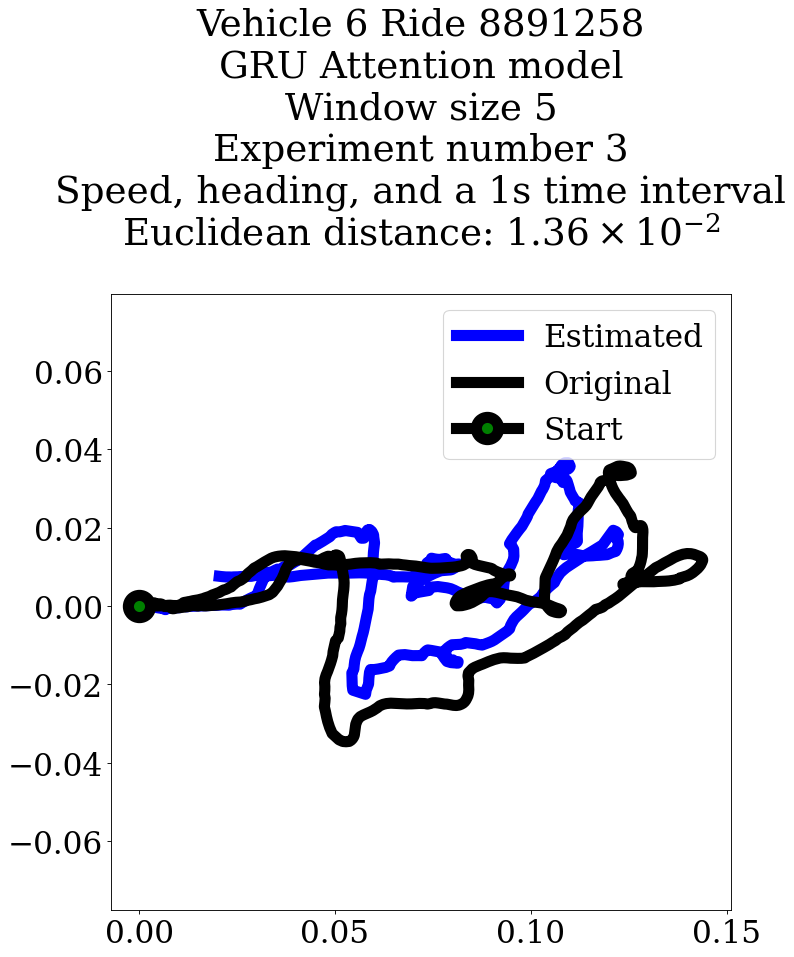 Vehicle 6 Ride 8891258
GRU Attention model
Window size 5
Experiment number 3
Speed, heading, and a 1s time interval
Euclidean distance: 1.36 × 10⁻²
Estimated
Original
Start
0.06
0.04
0.02
0.00
−0.02
−0.04
−0.06
0.00 0.05 0.10 0.15